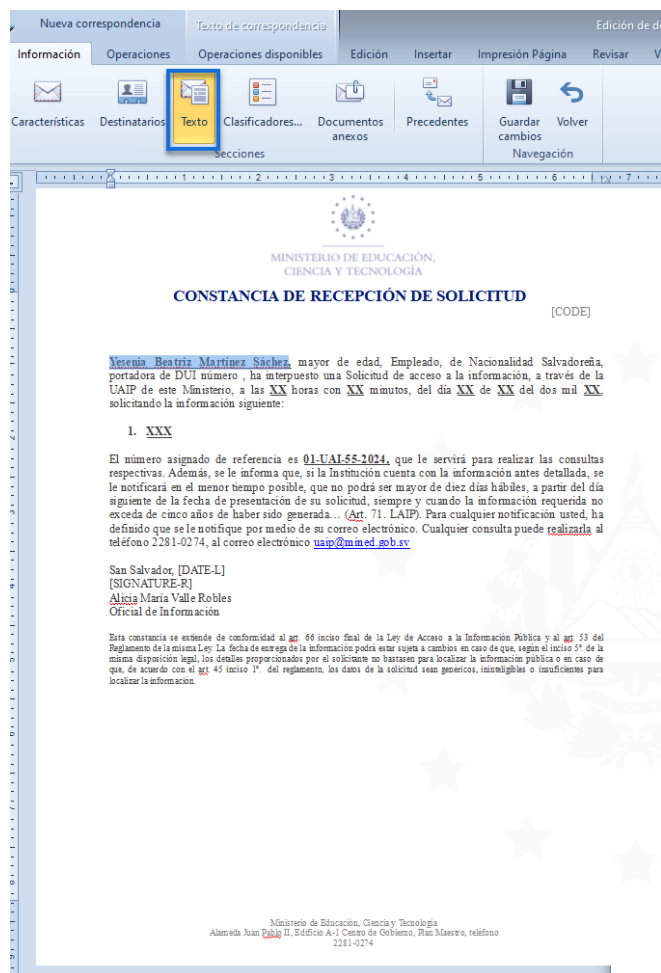 Nueva correspondencia
Texto de correspondencia
Edición de do
Información Operaciones Operaciones disponibles Edición Insertar Impresión Página Revisar V
Características Destinatarios Texto Clasificadores... Documentos anexos Precedentes Guardar cambios Volver
Secciones Navegación
1 2 3 4 5 6 7
MINISTERIO DE EDUCACIÓN,
CIENCIA Y TECNOLOGÍA
CONSTANCIA DE RECEPCIÓN DE SOLICITUD
[CODE]
Yesenia Beatriz Martínez Sáchez, mayor de edad, Empleado, de Nacionalidad Salvadoreña,
portadora de DUI número , ha interpuesto una Solicitud de acceso a la información, a través de la
UAIP de este Ministerio, a las XX horas con XX minutos, del día XX de XX del dos mil XX,
solicitando la información siguiente:
1. XXX
El número asignado de referencia es 01-UAI-55-2024, que le servirá para realizar las consultas
respectivas. Además, se le informa que, si la Institución cuenta con la información antes detallada, se
le notificará en el menor tiempo posible, que no podrá ser mayor de diez días hábiles, a partir del día
siguiente de la fecha de presentación de su solicitud, siempre y cuando la información requerida no
exceda de cinco años de haber sido generada... (Art. 71. LAIP). Para cualquier notificación usted, ha
definido que se le notifique por medio de su correo electrónico. Cualquier consulta puede realizarla al
teléfono 2281-0274, al correo electrónico uaip@mined.gob.sv
San Salvador, [DATE-L]
[SIGNATURE-R]
Alicia María Valle Robles
Oficial de Información
Esta constancia se extiende de conformidad al art. 66 inciso final de la Ley de Acceso a la Información Pública y al art. 53 del
Reglamento de la misma Ley. La fecha de entrega de la información podrá estar sujeta a cambios en caso de que, según el inciso 5°. de la
misma disposición legal, los detalles proporcionados por el solicitante no bastasen para localizar la información pública o en caso de
que, de acuerdo con el art. 45 inciso 1°. del reglamento, los datos de la solicitud sean genéricos, ininteligibles o insuficientes para
localizar la información.
Ministerio de Educación, Ciencia y Tecnología
Alameda Juan Pablo II, Edificio A-1 Centro de Gobierno, Plan Maestro, teléfono
2281-0274